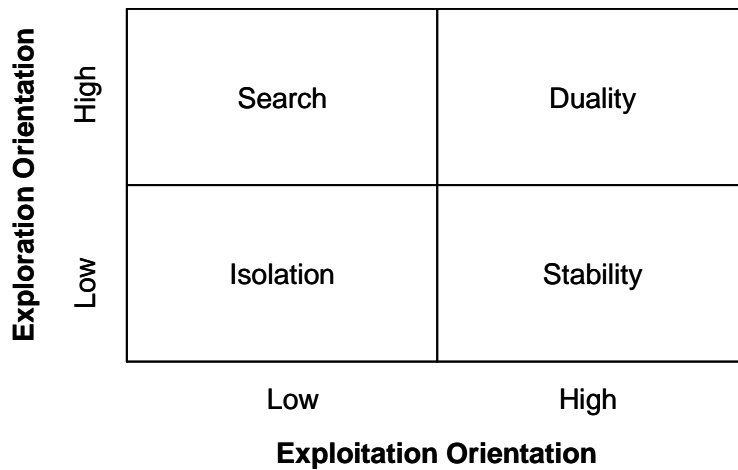 Exploration Orientation
High
Search
Duality
Low
Isolation
Stability
Low
High
Exploitation Orientation